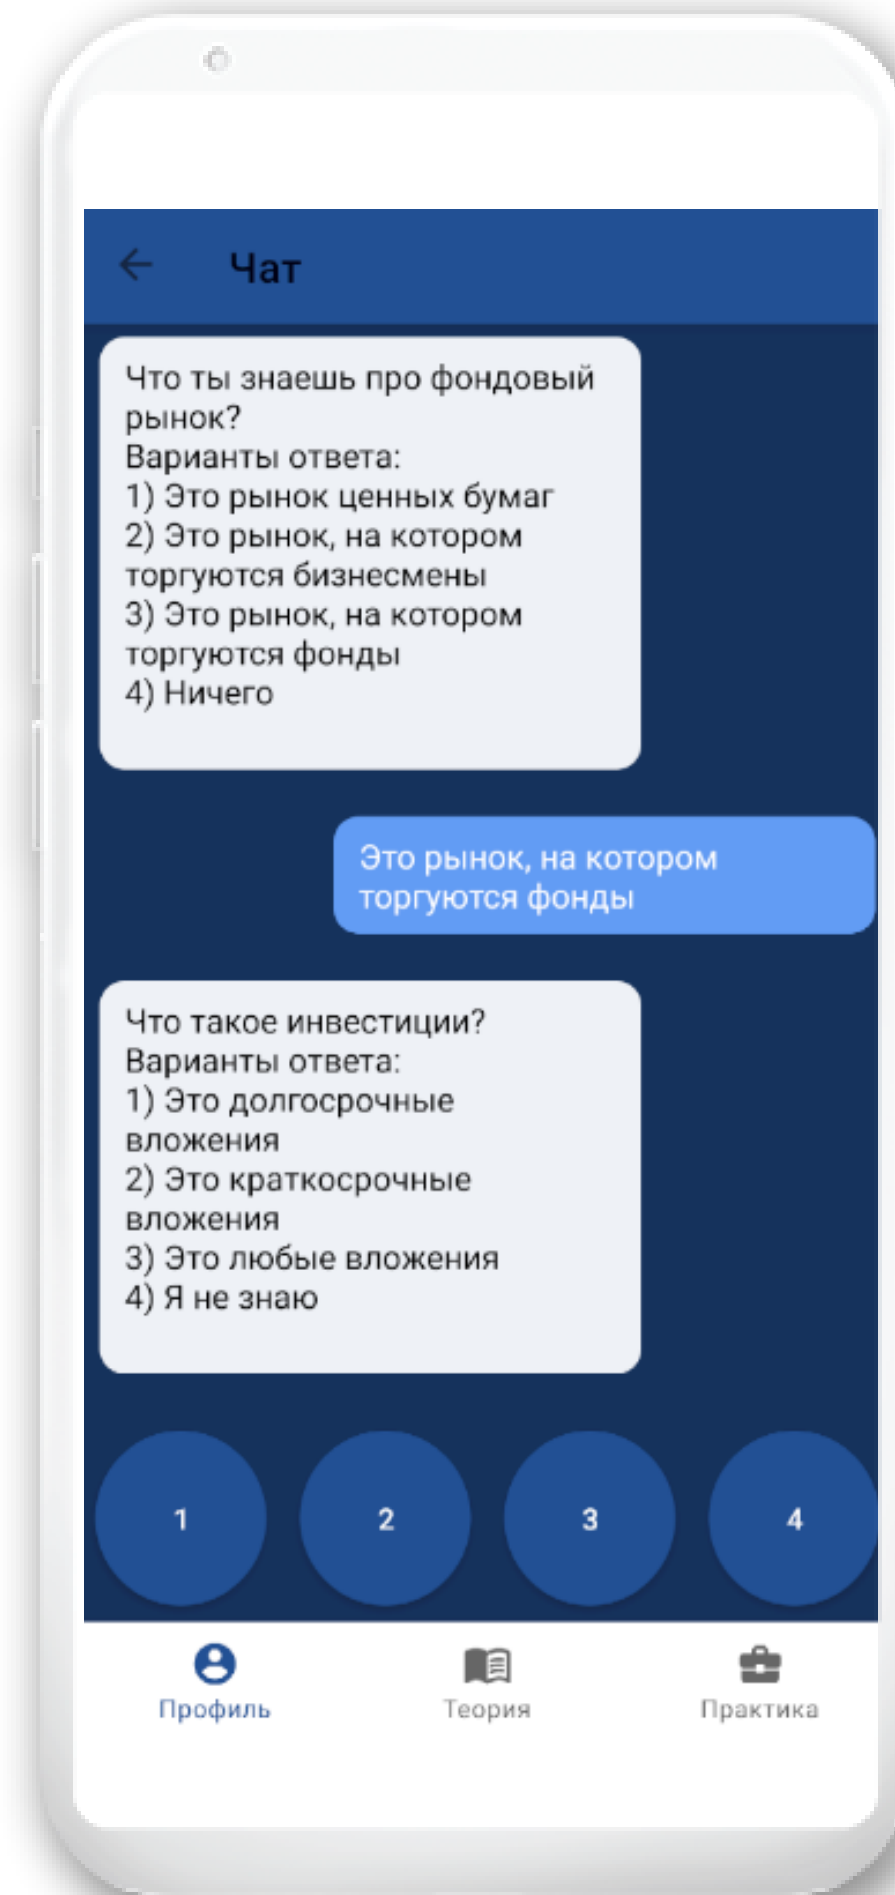 Чат
Что ты знаешь про фондовый
рынок?
Варианты ответа:
1) Это рынок ценных бумаг
2) Это рынок, на котором
торгуются бизнесмены
3) Это рынок, на котором
торгуются фонды
4) Ничего
Это рынок, на котором
торгуются фонды
Что такое инвестиции?
Варианты ответа:
1) Это долгосрочные
вложения
2) Это краткосрочные
вложения
3) Это любые вложения
4) Я не знаю
1 2 3 4
Профиль Теория Практика